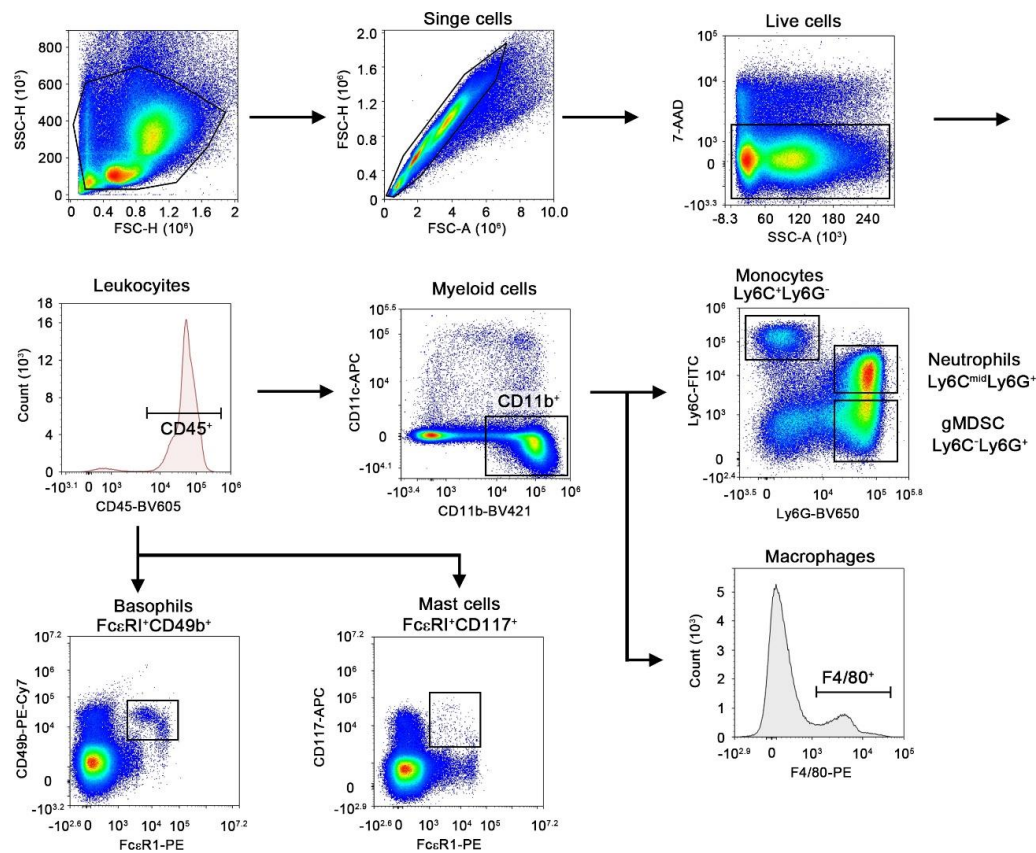 Singe cells
Live cells
SSC-H (10³)
800
600
400
200
0
0 0.4 0.8 1.2 1.6 2
FSC-H (10⁶)
FSC-H (10⁶)
2.0
1.6
1.2
0.8
0.4
0
0 2 4 6 8 10.0
FSC-A (10⁶)
7-AAD
10⁵
10⁴
10³
0
-10³·³
-8.3 60 120 180 240
SSC-A (10³)
Leukocytes
Count (10³)
18
16
12
8
4
0
CD45⁺
-10³·¹ 0 10³ 10⁴ 10⁵ 10⁶
CD45-BV605
Myeloid cells
CD11c-APC
10⁵·⁵
10⁵
10⁴
10³
0
-10⁴·¹
CD11b⁺
-10³·⁴ 0 10³ 10⁴ 10⁵ 10⁶
CD11b-BV421
Monocytes
Ly6C⁺Ly6G⁻
Ly6C-FITC
10⁶
10⁵
10⁴
10³
0
-10²·⁴
Neutrophils
Ly6CᵐⁱᵈLy6G⁺
gMDSC
Ly6C⁻Ly6G⁺
-10³·⁴ 0 10⁴ 10⁵ 10⁵·⁸
Ly6G-BV650
Basophils
FcεRI⁺CD49b⁺
CD49b-PE-Cy7
10⁷·²
10⁶
10⁵
10⁴
0
-10³·²
-10²·⁶ 0 10³ 10⁴ 10⁵ 10⁷·²
FcεR1-PE
Mast cells
FcεRI⁺CD117⁺
CD117-APC
10⁷·²
10⁶
10⁵
10⁴
10³
0
-10²·⁹
-10²·⁶ 0 10³ 10⁴ 10⁵ 10⁷·²
FcεR1-PE
Macrophages
Count (10³)
5
4
3
2
1
0
F4/80⁺
-10²·⁹ 0 10³ 10⁴ 10⁵
F4/80-PE